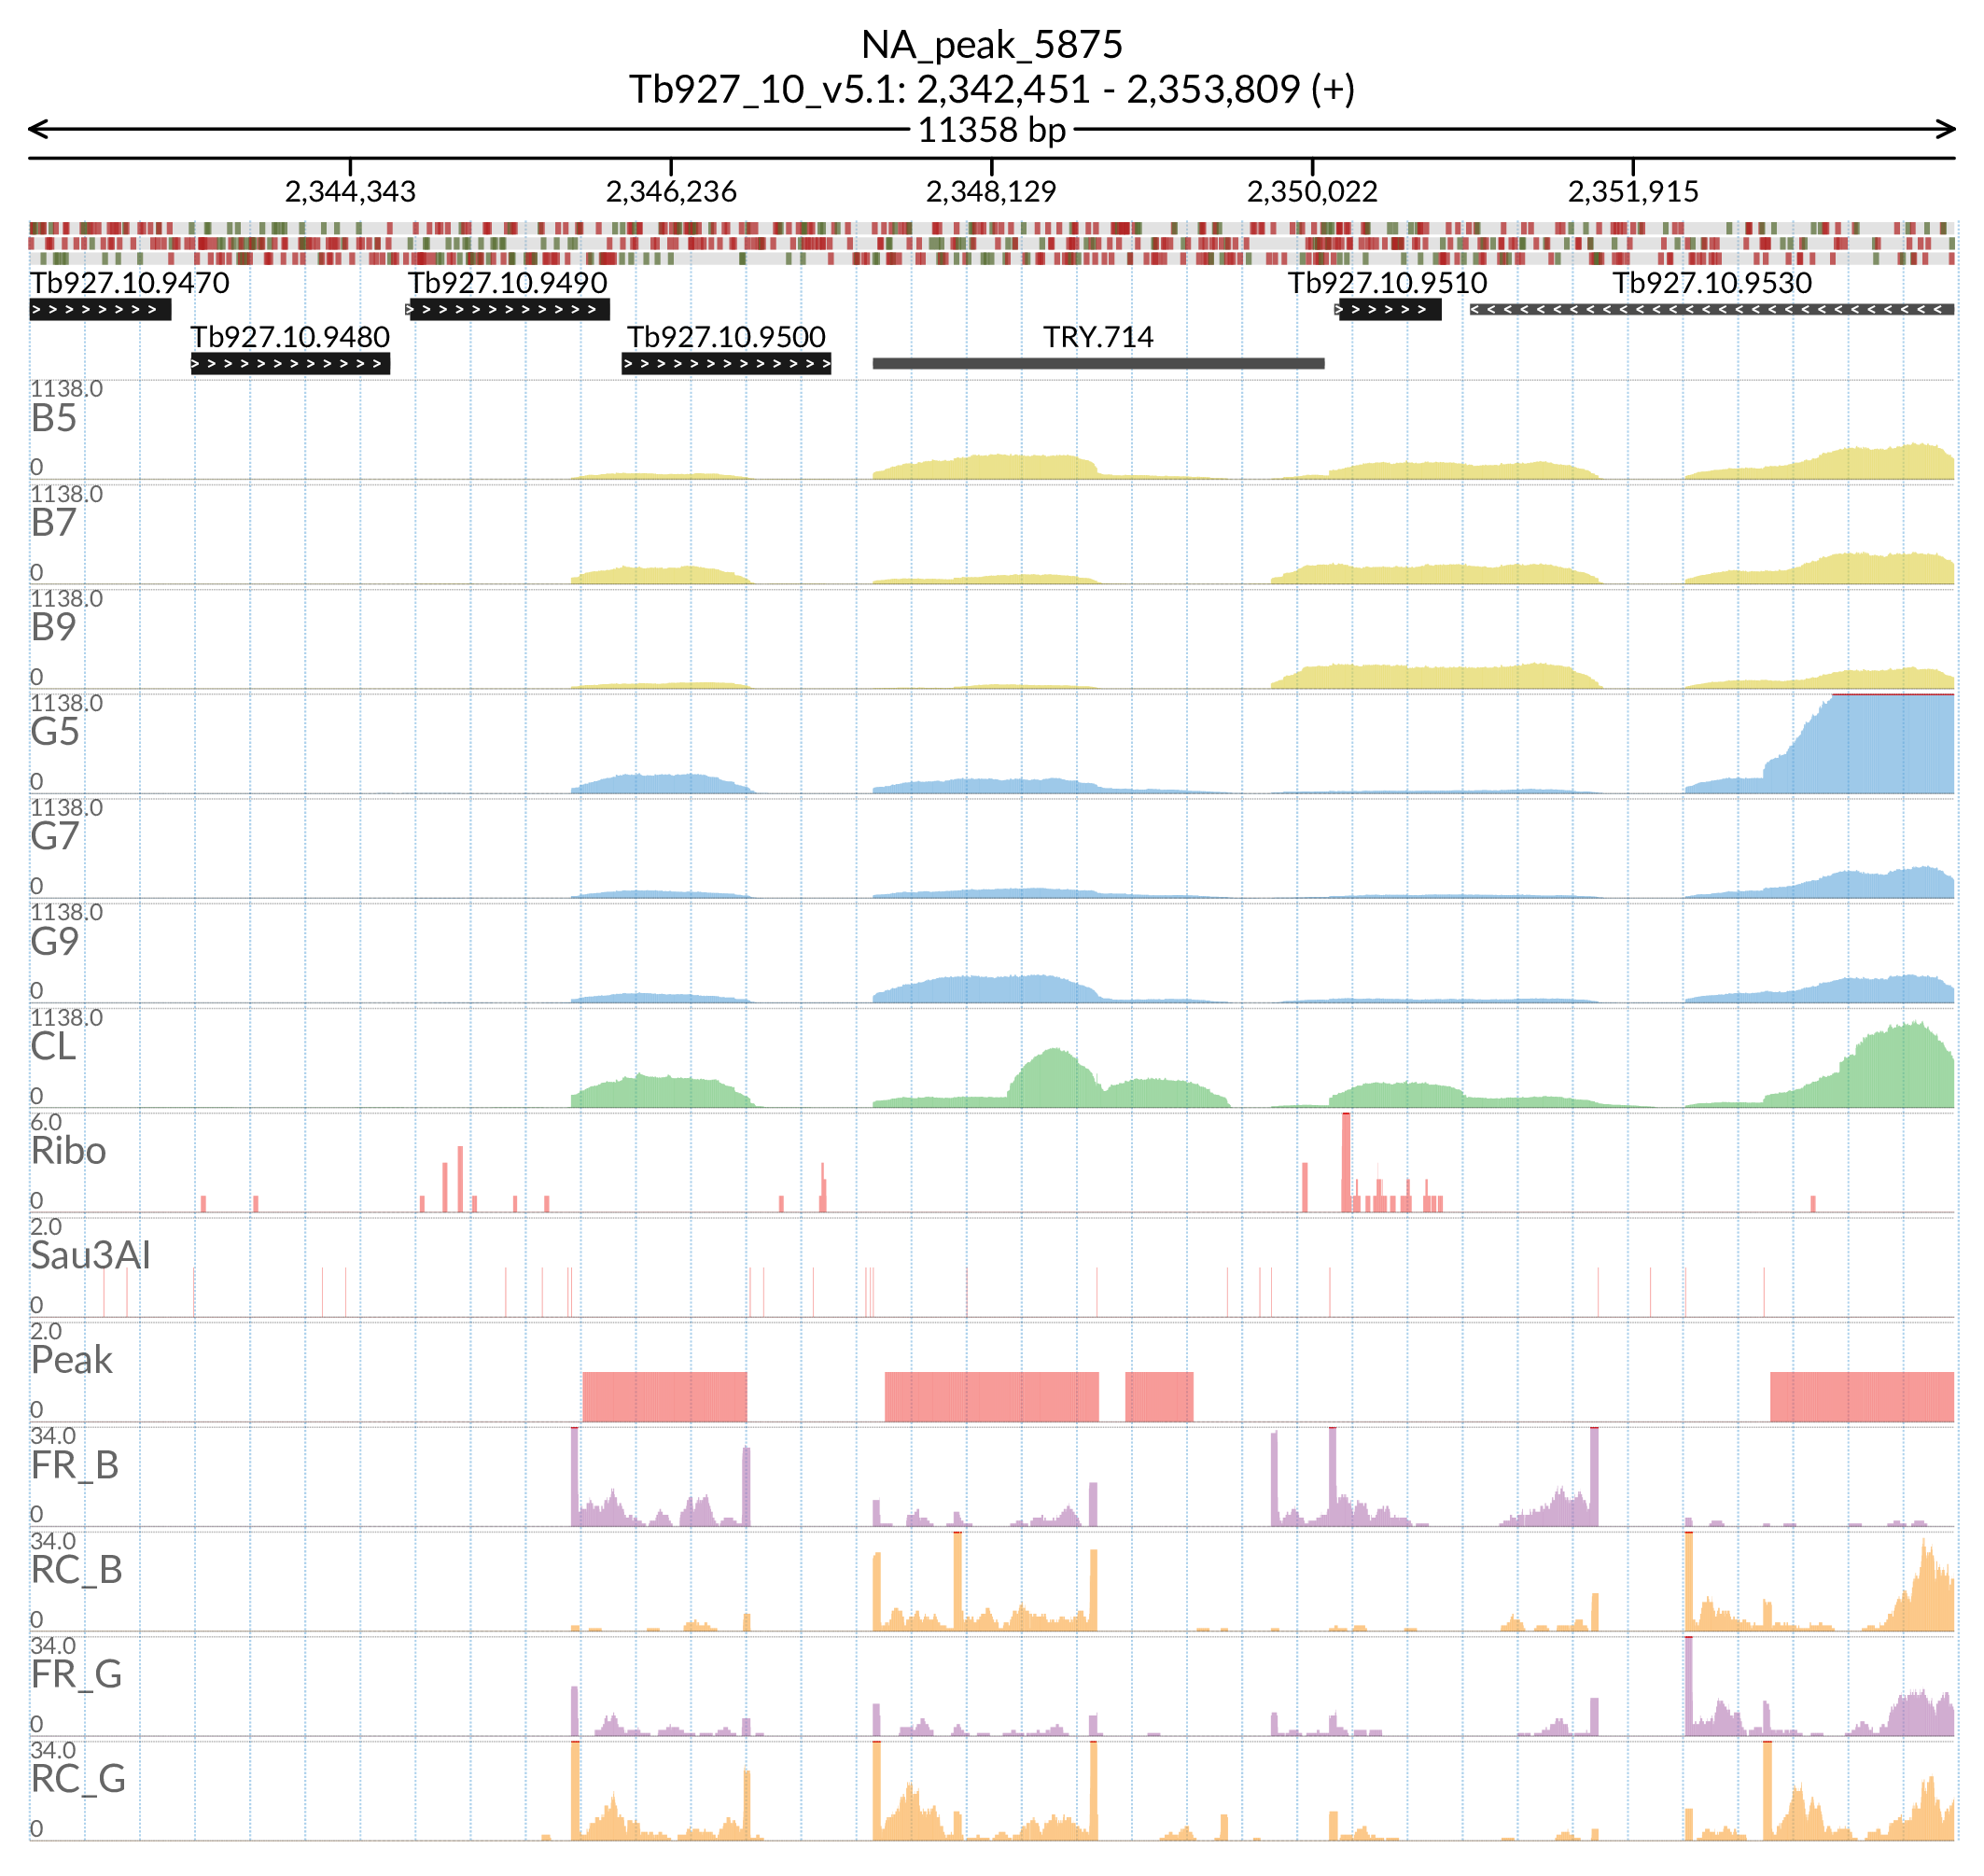 NA_peak_5875
Tb927_10_v5.1: 2,342,451 - 2,353,809 (+)
11358 bp
2,344,343 2,346,236 2,348,129 2,350,022 2,351,915
Tb927.10.9470 Tb927.10.9490 Tb927.10.9510 Tb927.10.9530
Tb927.10.9480 Tb927.10.9500 TRY.714
1138.0
B5
0
1138.0
B7
0
1138.0
B9
0
1138.0
G5
0
1138.0
G7
0
1138.0
G9
0
1138.0
CL
0
6.0
Ribo
0
2.0
Sau3AI
0
2.0
Peak
0
34.0
FR_B
0
34.0
RC_B
0
34.0
FR_G
0
34.0
RC_G
0